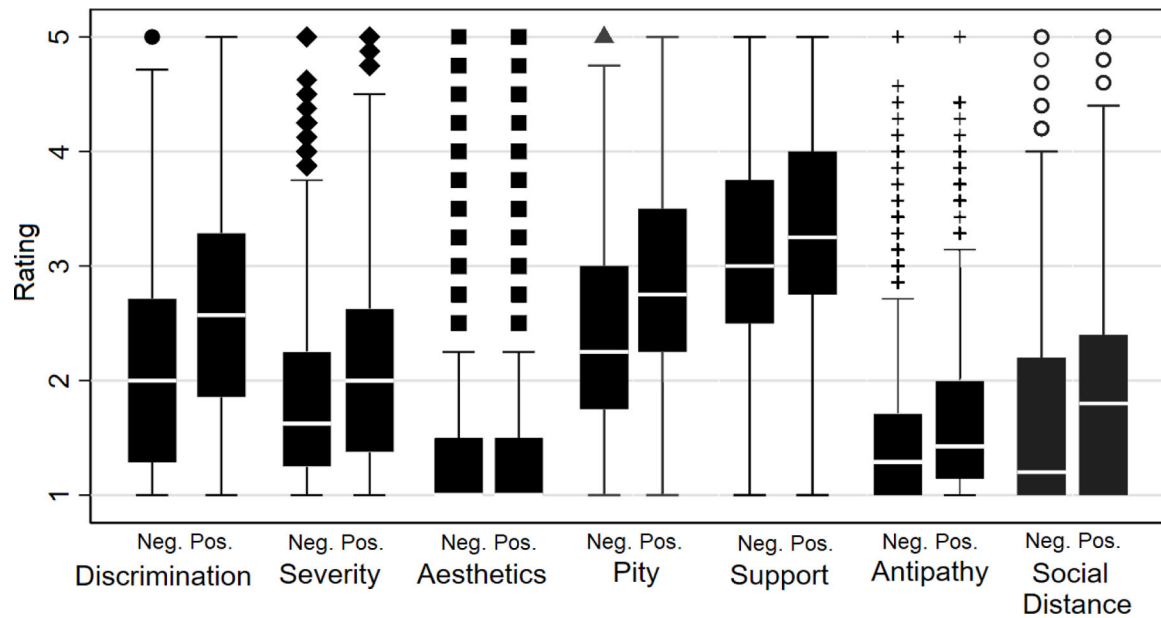 Rating
5
4
3
2
1
Neg. Pos. Neg. Pos. Neg. Pos. Neg. Pos. Neg. Pos. Neg. Pos. Neg. Pos.
Discrimination Severity Aesthetics Pity Support Antipathy Social
Distance